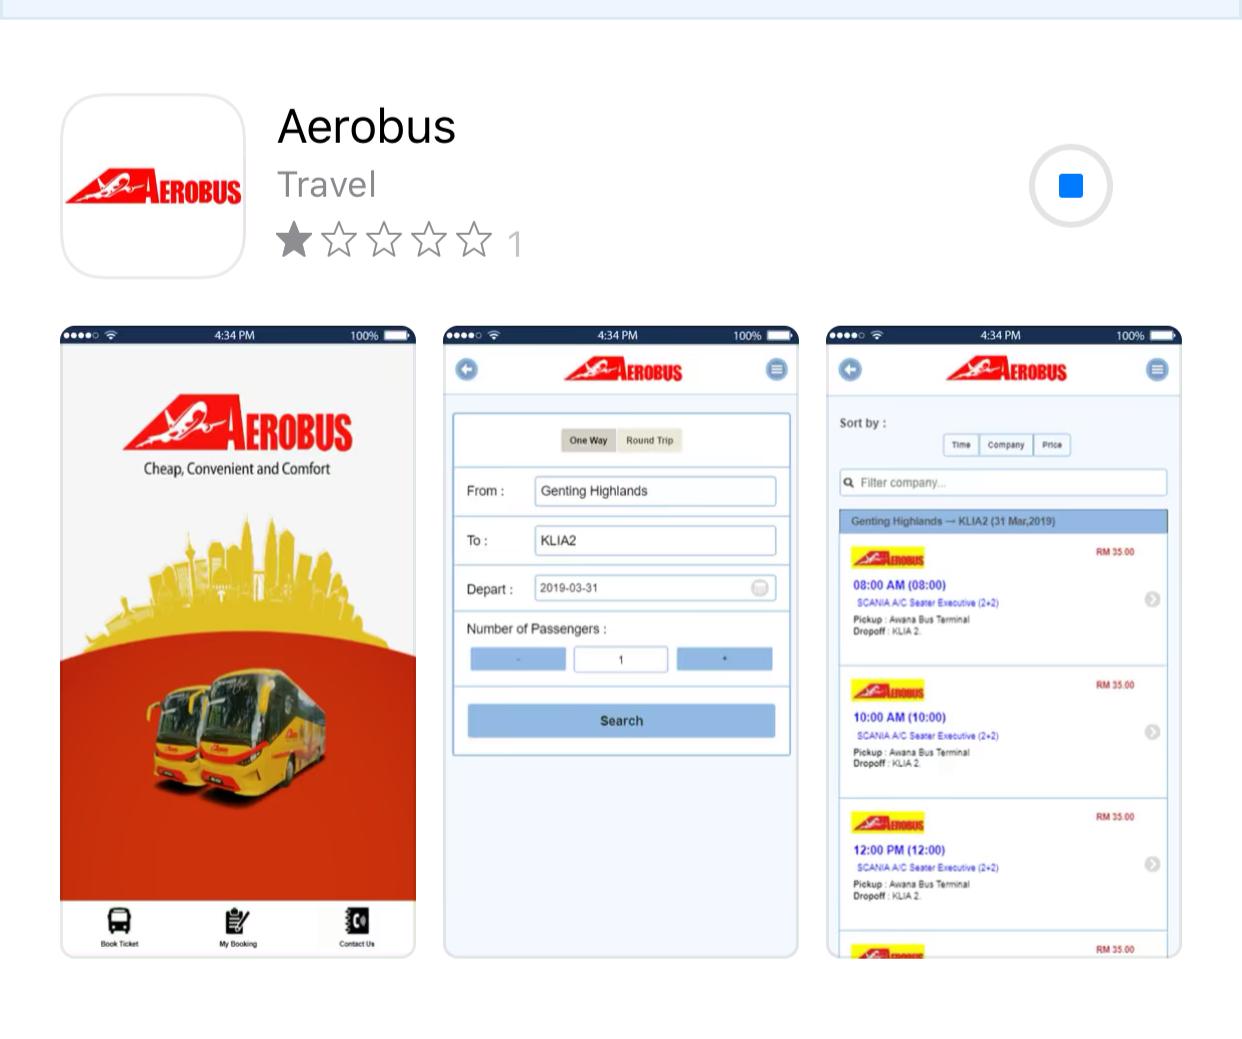 AEROBUS
Aerobus
Travel
1
4:34 PM
100%
AEROBUS
Cheap, Convenient and Comfort
Book Ticket
My Booking
Contact Us
4:34 PM
100%
AEROBUS
One Way
Round Trip
From :
Genting Highlands
To :
KLIA2
Depart :
2019-03-31
Number of Passengers :
-
1
+
Search
4:34 PM
100%
AEROBUS
Sort by :
Time
Company
Price
Filter company...
Genting Highlands → KLIA2 (31 Mar,2019)
AEROBUS
RM 35.00
08:00 AM (08:00)
SCANIA A/C Seater Executive (2+2)
Pickup : Awana Bus Terminal
Dropoff : KLIA 2.
AEROBUS
RM 35.00
10:00 AM (10:00)
SCANIA A/C Seater Executive (2+2)
Pickup : Awana Bus Terminal
Dropoff : KLIA 2.
AEROBUS
RM 35.00
12:00 PM (12:00)
SCANIA A/C Seater Executive (2+2)
Pickup : Awana Bus Terminal
Dropoff : KLIA 2.
AEROBUS
RM 35.00